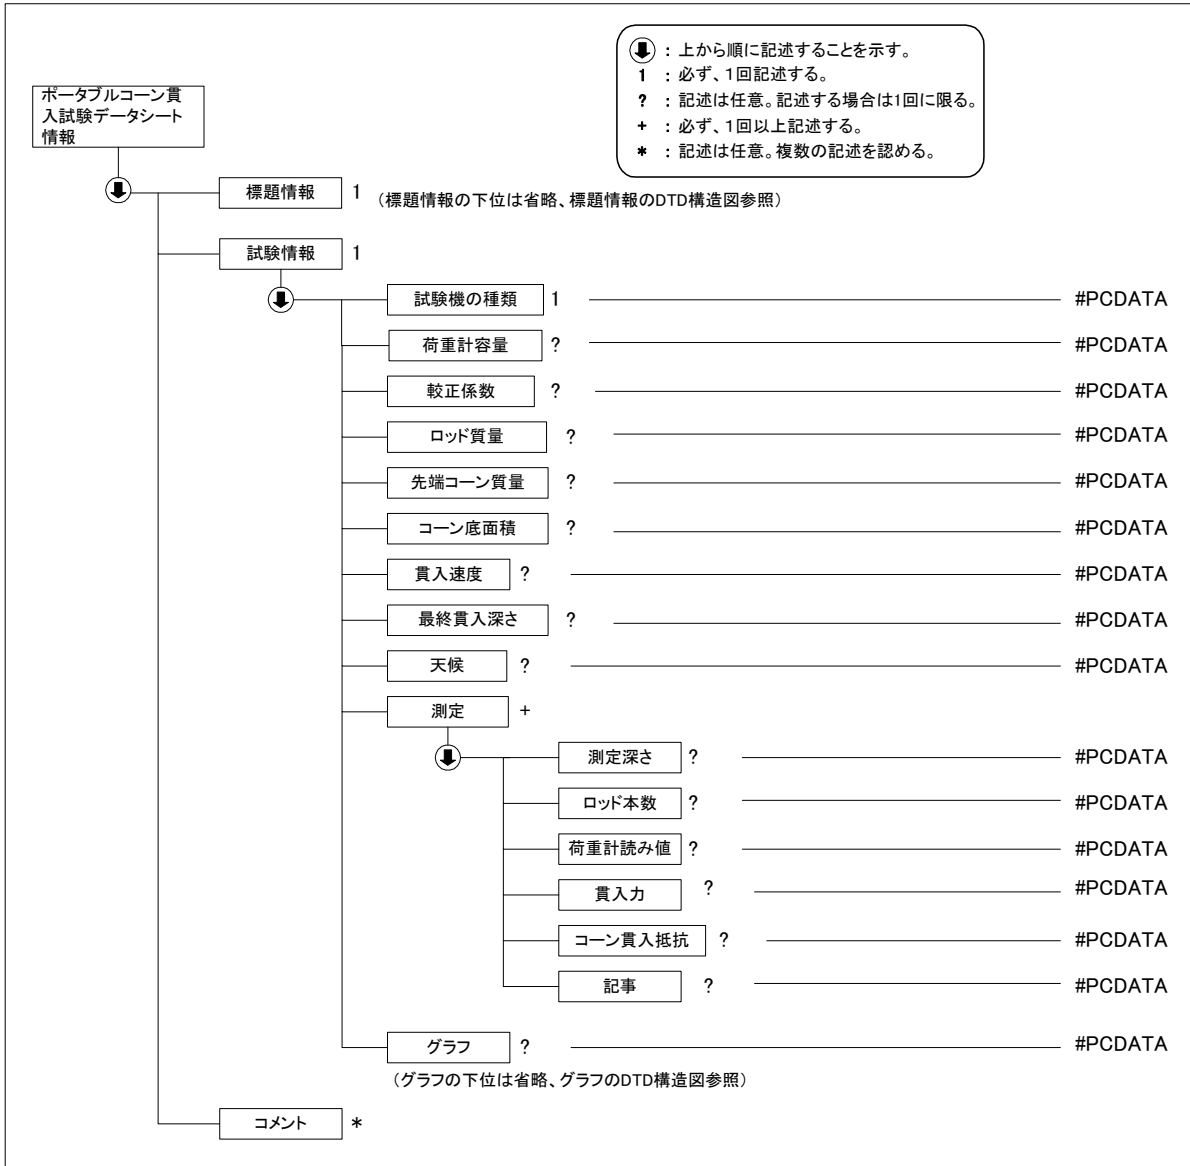 : 上から順に記述することを示す。
1 : 必ず、1回記述する。
? : 記述は任意。記述する場合は1回に限る。
+ : 必ず、1回以上記述する。
* : 記述は任意。複数の記述を認める。
ポータブルコーン貫
入試験データシート
情報
標題情報 1 (標題情報の下位は省略、標題情報のDTD構造図参照)
試験情報 1
試験機の種類 1 #PCDATA
荷重計容量 ? #PCDATA
較正係数 ? #PCDATA
ロッド質量 ? #PCDATA
先端コーン質量 ? #PCDATA
コーン底面積 ? #PCDATA
貫入速度 ? #PCDATA
最終貫入深さ ? #PCDATA
天候 ? #PCDATA
測定 +
測定深さ ? #PCDATA
ロッド本数 ? #PCDATA
荷重計読み値 ? #PCDATA
貫入力 ? #PCDATA
コーン貫入抵抗 ? #PCDATA
記事 ? #PCDATA
グラフ ? #PCDATA
(グラフの下位は省略、グラフのDTD構造図参照)
コメント *